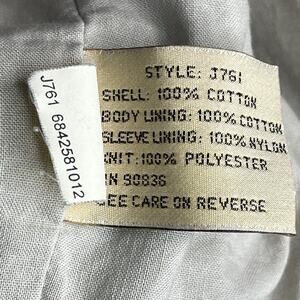 STYLE: J761
SHELL: 100% COTTON
BODY LINING: 100% COTTON
SLEEVE LINING: 100% NYLON
KNIT: 100% POLYESTER
RN 90836
SEE CARE ON REVERSE
J761 6842581012